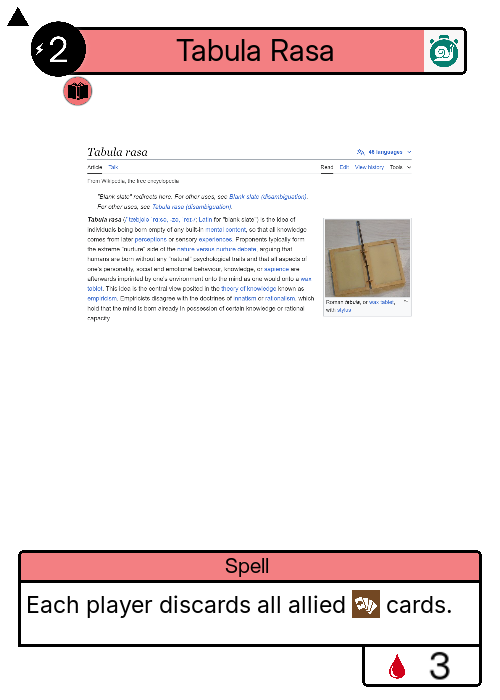 2
Tabula Rasa
Tabula rasa
46 languages
Article Talk
Read Edit View history Tools
From Wikipedia, the free encyclopedia
"Blank slate" redirects here. For other uses, see Blank slate (disambiguation).
For other uses, see Tabula rasa (disambiguation).
Tabula rasa Latin for "blank slate") is the idea of
individuals being born empty of any built-in mental content, so that all knowledge
comes from later perceptions or sensory experiences. Proponents typically form
the extreme "nurture" side of the nature versus nurture debate, arguing that
humans are born without any "natural" psychological traits and that all aspects of
one's personality, social and emotional behaviour, knowledge, or sapience are
afterwards imprinted by one's environment onto the mind as one would onto a wax
tablet. This idea is the central view posited in the theory of knowledge known as
empiricism. Empiricists disagree with the doctrines of innatism or rationalism, which
hold that the mind is born already in possession of certain knowledge or rational
capacity.
Roman tabula, or wax tablet,
with stylus
Spell
Each player discards all allied cards.
3